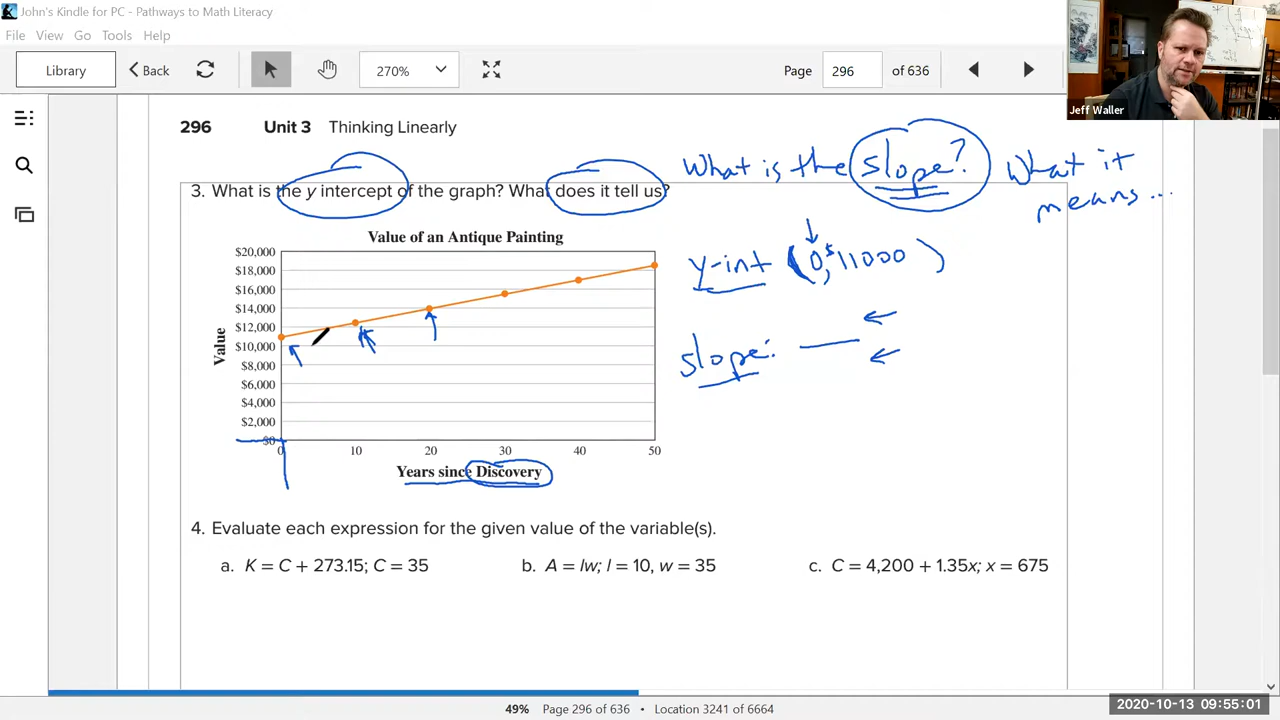 John's Kindle for PC - Pathways to Math Literacy
File View Go Tools Help
Library Back 270% Page 296 of 636
Jeff Waller
296 Unit 3 Thinking Linearly
What is the slope? What it means...
3. What is the y intercept of the graph? What does it tell us?
Value of an Antique Painting
$20,000
$18,000
$16,000
$14,000
$12,000
$10,000
$8,000
$6,000
$4,000
$2,000
$0
Value
0 10 20 30 40 50
Years since Discovery
y-int (0, 11000)
slope:
4. Evaluate each expression for the given value of the variable(s).
a. K = C + 273.15; C = 35 b. A = lw; l = 10, w = 35 c. C = 4,200 + 1.35x; x = 675
49% Page 296 of 636 • Location 3241 of 6664
2020-10-13 09:55:01